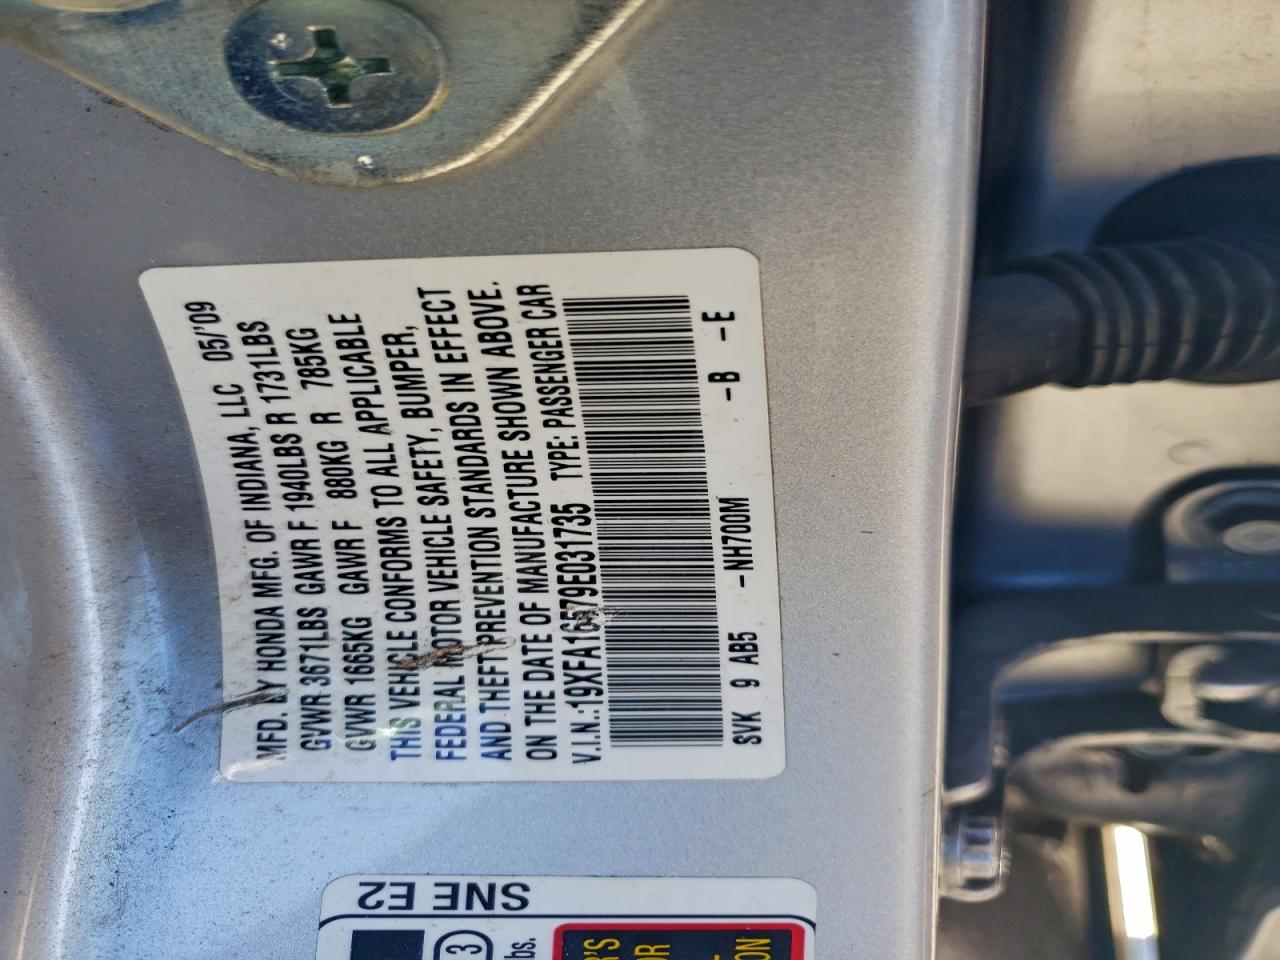 MFD. BY HONDA MFG. OF INDIANA, LLC 05/'09
GVWR 3671LBS GAWR F 1940LBS R 1731LBS
GVWR 1665KG GAWR F 880KG R 785KG
THIS VEHICLE CONFORMS TO ALL APPLICABLE
FEDERAL MOTOR VEHICLE SAFETY, BUMPER,
AND THEFT PREVENTION STANDARDS IN EFFECT
ON THE DATE OF MANUFACTURE SHOWN ABOVE.
V.I.N.:19XFA16579E031735 TYPE: PASSENGER CAR
SVK 9 AB5 -NH700M -B -E
SNE E2
3
lbs.